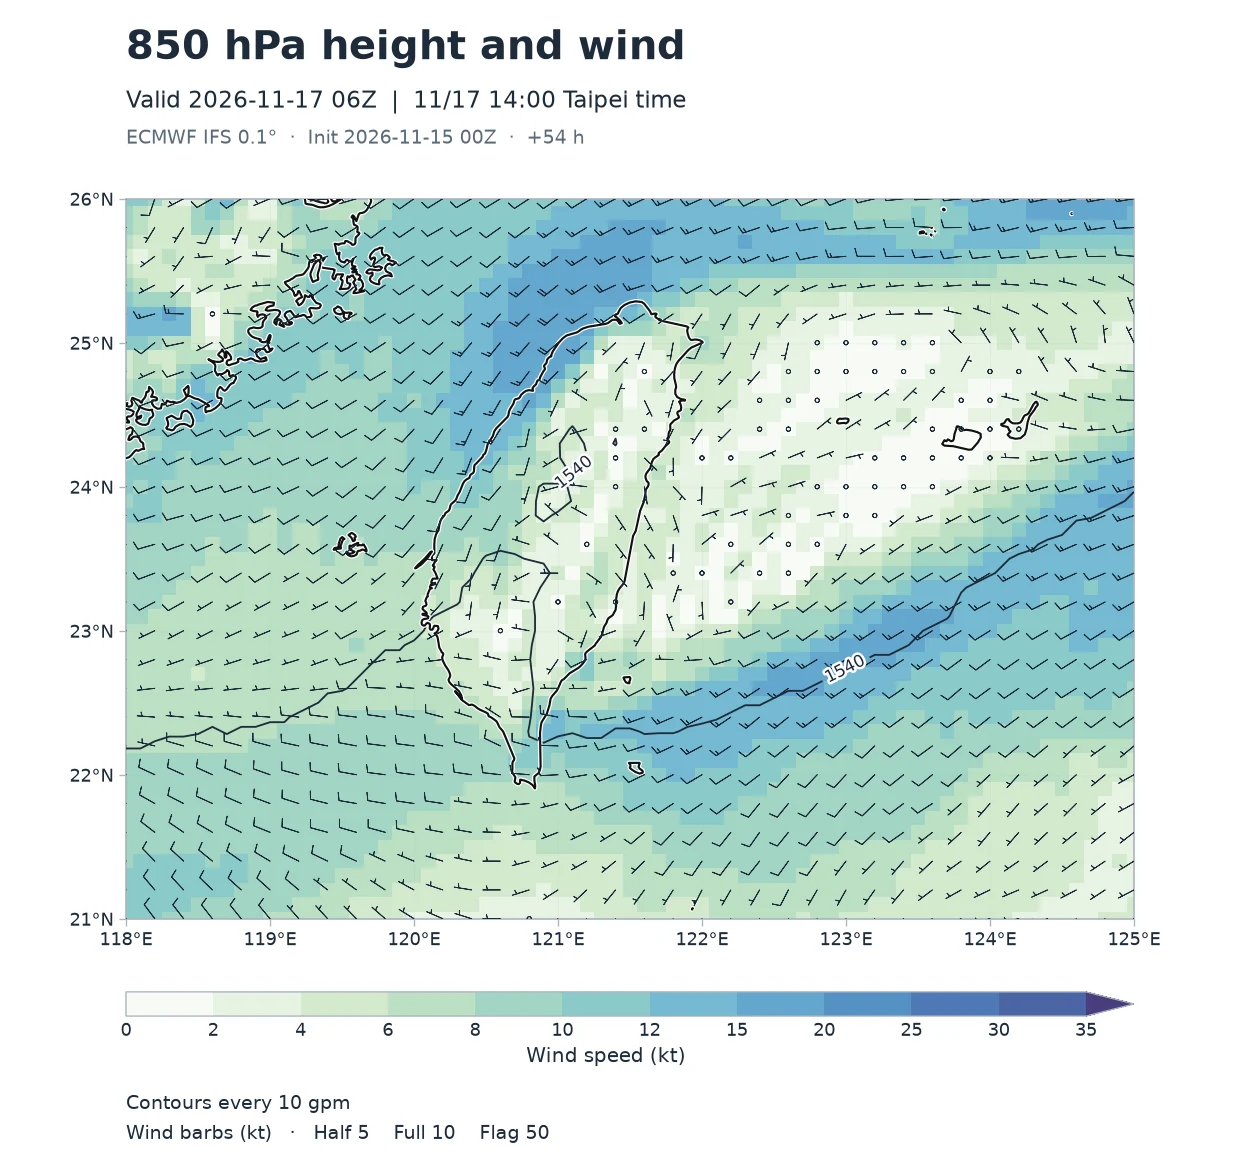 850 hPa height and wind
Valid 2026-11-17 06Z | 11/17 14:00 Taipei time
ECMWF IFS 0.1° · Init 2026-11-15 00Z · +54 h
26°N
25°N
24°N
23°N
22°N
21°N
1540
1540
118°E 119°E 120°E 121°E 122°E 123°E 124°E 125°E
0 2 4 6 8 10 12 15 20 25 30 35
Wind speed (kt)
Contours every 10 gpm
Wind barbs (kt) · Half 5 Full 10 Flag 50